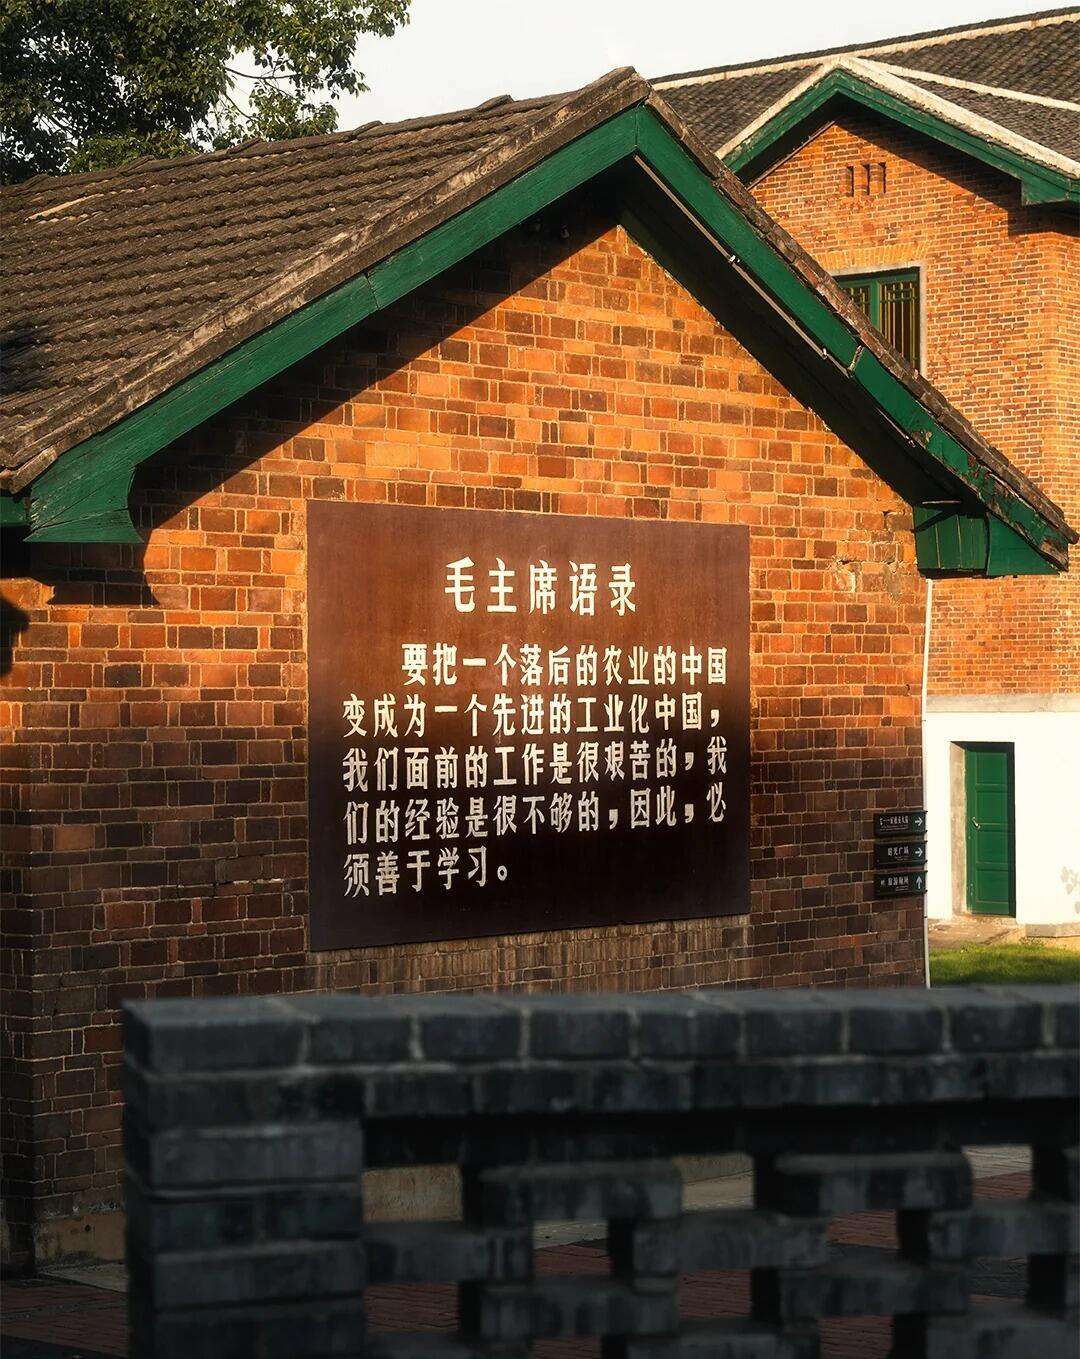 毛主席语录
要把一个落后的农业的中国
变成为一个先进的工业化中国，
我们面前的工作是很艰苦的，我
们的经验是很不够的，因此，必
须善于学习。